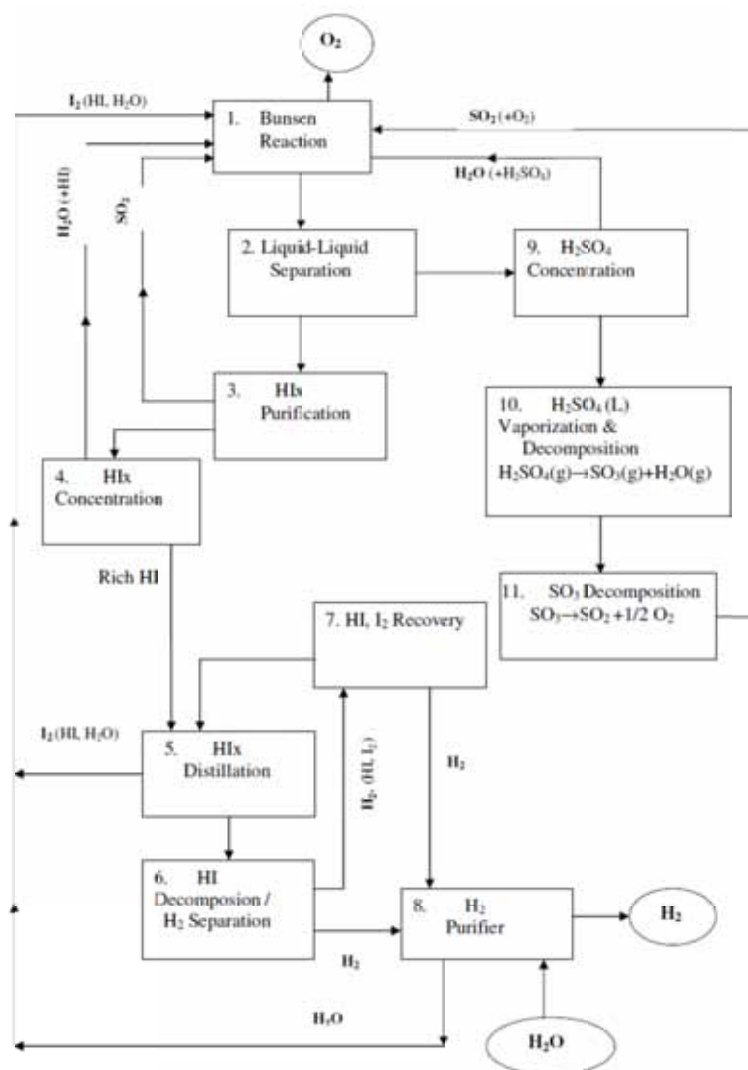 O₂
I₂ (HI, H₂O)
1. Bunsen
Reaction
SO₂ (+O₂)
H₂O (+H₂SO₄)
H₂O (+HI)
SO₂
2. Liquid-Liquid
Separation
9. H₂SO₄
Concentration
3. HIx
Purification
10. H₂SO₄ (L)
Vaporization &
Decomposition
H₂SO₄(g)→SO₃(g)+H₂O(g)
4. HIx
Concentration
Rich HI
11. SO₃ Decomposition
SO₃→SO₂+1/2 O₂
7. HI, I₂ Recovery
I₂ (HI, H₂O)
5. HIx
Distillation
H₂, (HI, I₂)
H₂
6. HI
Decomposion /
H₂ Separation
8. H₂
Purifier
H₂
H₂
H₂O
H₂O